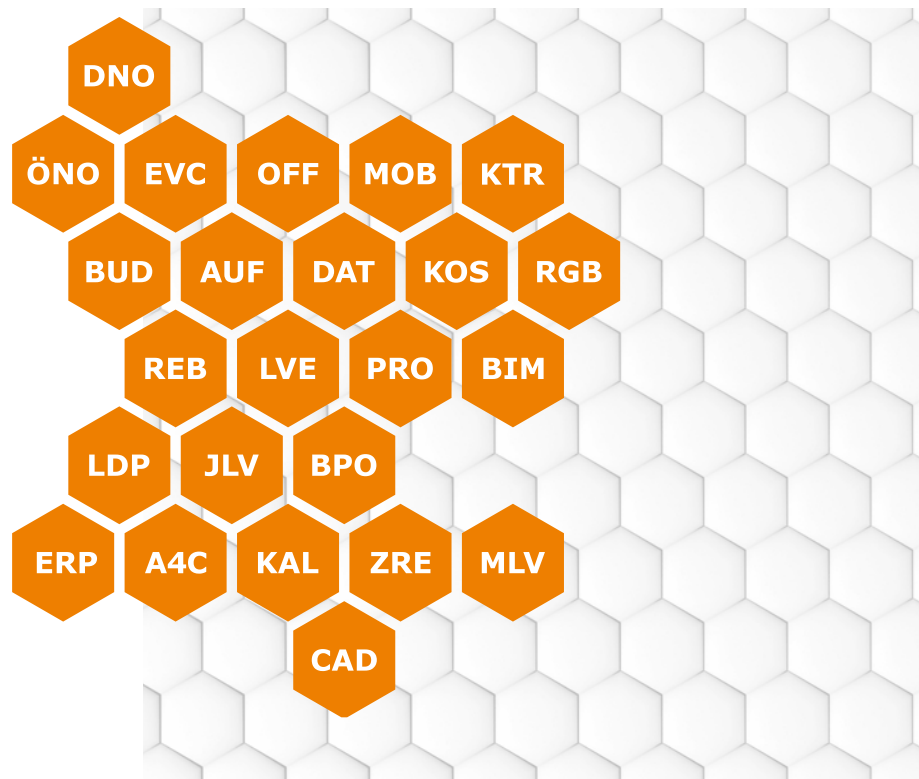 DNO
ÖNO EVC OFF MOB KTR
BUD AUF DAT KOS RGB
REB LVE PRO BIM
LDP JLV BPO
ERP A4C KAL ZRE MLV
CAD